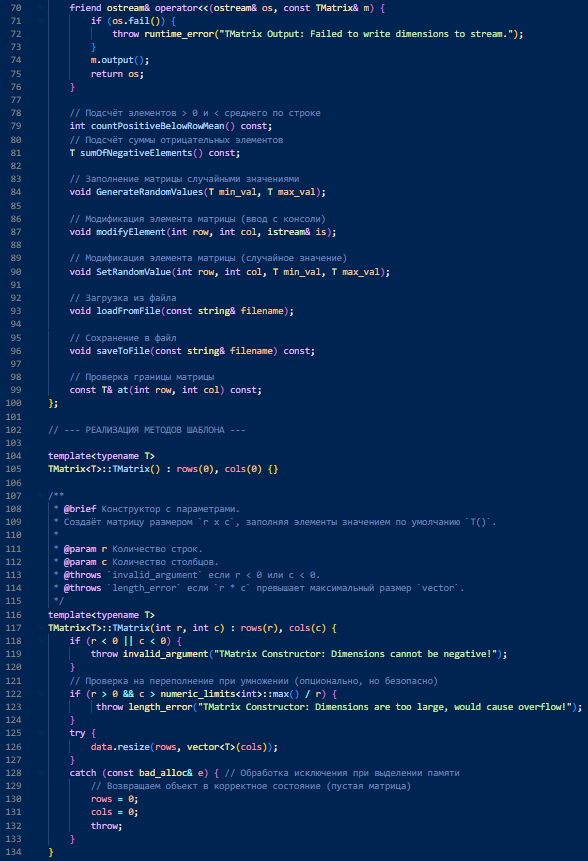 70 friend ostream& operator<<(ostream& os, const TMatrix& m) {
71 if (os.fail()) {
72 throw runtime_error("TMatrix Output: Failed to write dimensions to stream.");
73 }
74 m.output();
75 return os;
76 }
77
78 // Подсчёт элементов > 0 и < среднего по строке
79 int countPositiveBelowRowMean() const;
80 // Подсчёт суммы отрицательных элементов
81 T sumOfNegativeElements() const;
82
83 // Заполнение матрицы случайными значениями
84 void GenerateRandomValues(T min_val, T max_val);
85
86 // Модификация элемента матрицы (ввод с консоли)
87 void modifyElement(int row, int col, istream& is);
88
89 // Модификация элемента матрицы (случайное значение)
90 void SetRandomValue(int row, int col, T min_val, T max_val);
91
92 // Загрузка из файла
93 void loadFromFile(const string& filename);
94
95 // Сохранение в файл
96 void saveToFile(const string& filename) const;
97
98 // Проверка границы матрицы
99 const T& at(int row, int col) const;
100 };
101
102 // --- РЕАЛИЗАЦИЯ МЕТОДОВ ШАБЛОНА ---
103
104 template<typename T>
105 TMatrix<T>::TMatrix() : rows(0), cols(0) {}
106
107 /**
108 * @brief Конструктор с параметрами.
109 * Создаёт матрицу размером `r x c`, заполняя элементы значением по умолчанию `T()`.
110 *
111 * @param r Количество строк.
112 * @param c Количество столбцов.
113 * @throws `invalid_argument` если r < 0 или c < 0.
114 * @throws `length_error` если `r * c` превышает максимальный размер `vector`.
115 */
116 template<typename T>
117 TMatrix<T>::TMatrix(int r, int c) : rows(r), cols(c) {
118 if (r < 0 || c < 0) {
119 throw invalid_argument("TMatrix Constructor: Dimensions cannot be negative!");
120 }
121 // Проверка на переполнение при умножении (опционально, но безопасно)
122 if (r > 0 && c > numeric_limits<int>::max() / r) {
123 throw length_error("TMatrix Constructor: Dimensions are too large, would cause overflow!");
124 }
125 try {
126 data.resize(rows, vector<T>(cols));
127 }
128 catch (const bad_alloc& e) { // Обработка исключения при выделении памяти
129 // Возвращаем объект в корректное состояние (пустая матрица)
130 rows = 0;
131 cols = 0;
132 throw;
133 }
134 }